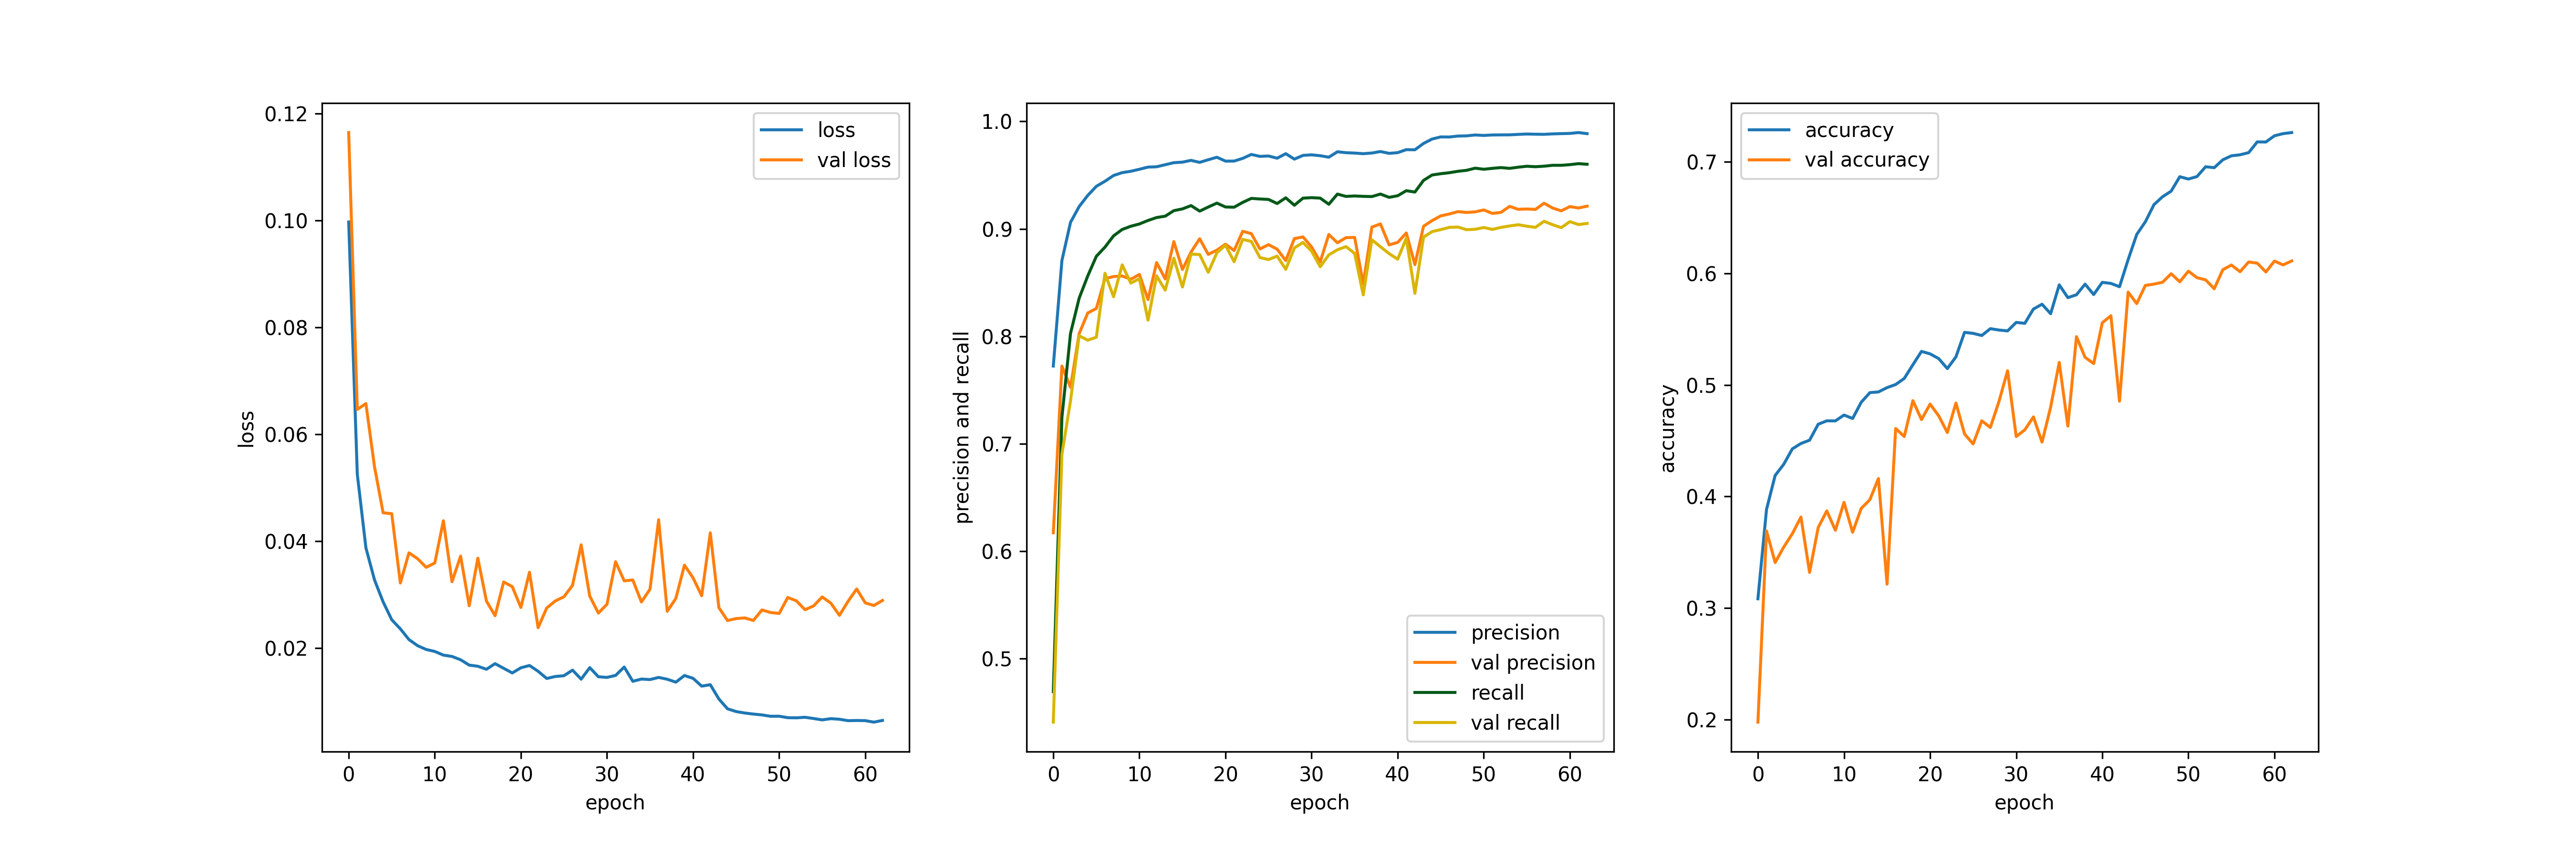 0.12
0.10
0.08
0.06
0.04
0.02
loss
0 10 20 30 40 50 60
epoch
loss
val loss
1.0
0.9
0.8
0.7
0.6
0.5
precision and recall
0 10 20 30 40 50 60
epoch
precision
val precision
recall
val recall
0.7
0.6
0.5
0.4
0.3
0.2
accuracy
0 10 20 30 40 50 60
epoch
accuracy
val accuracy